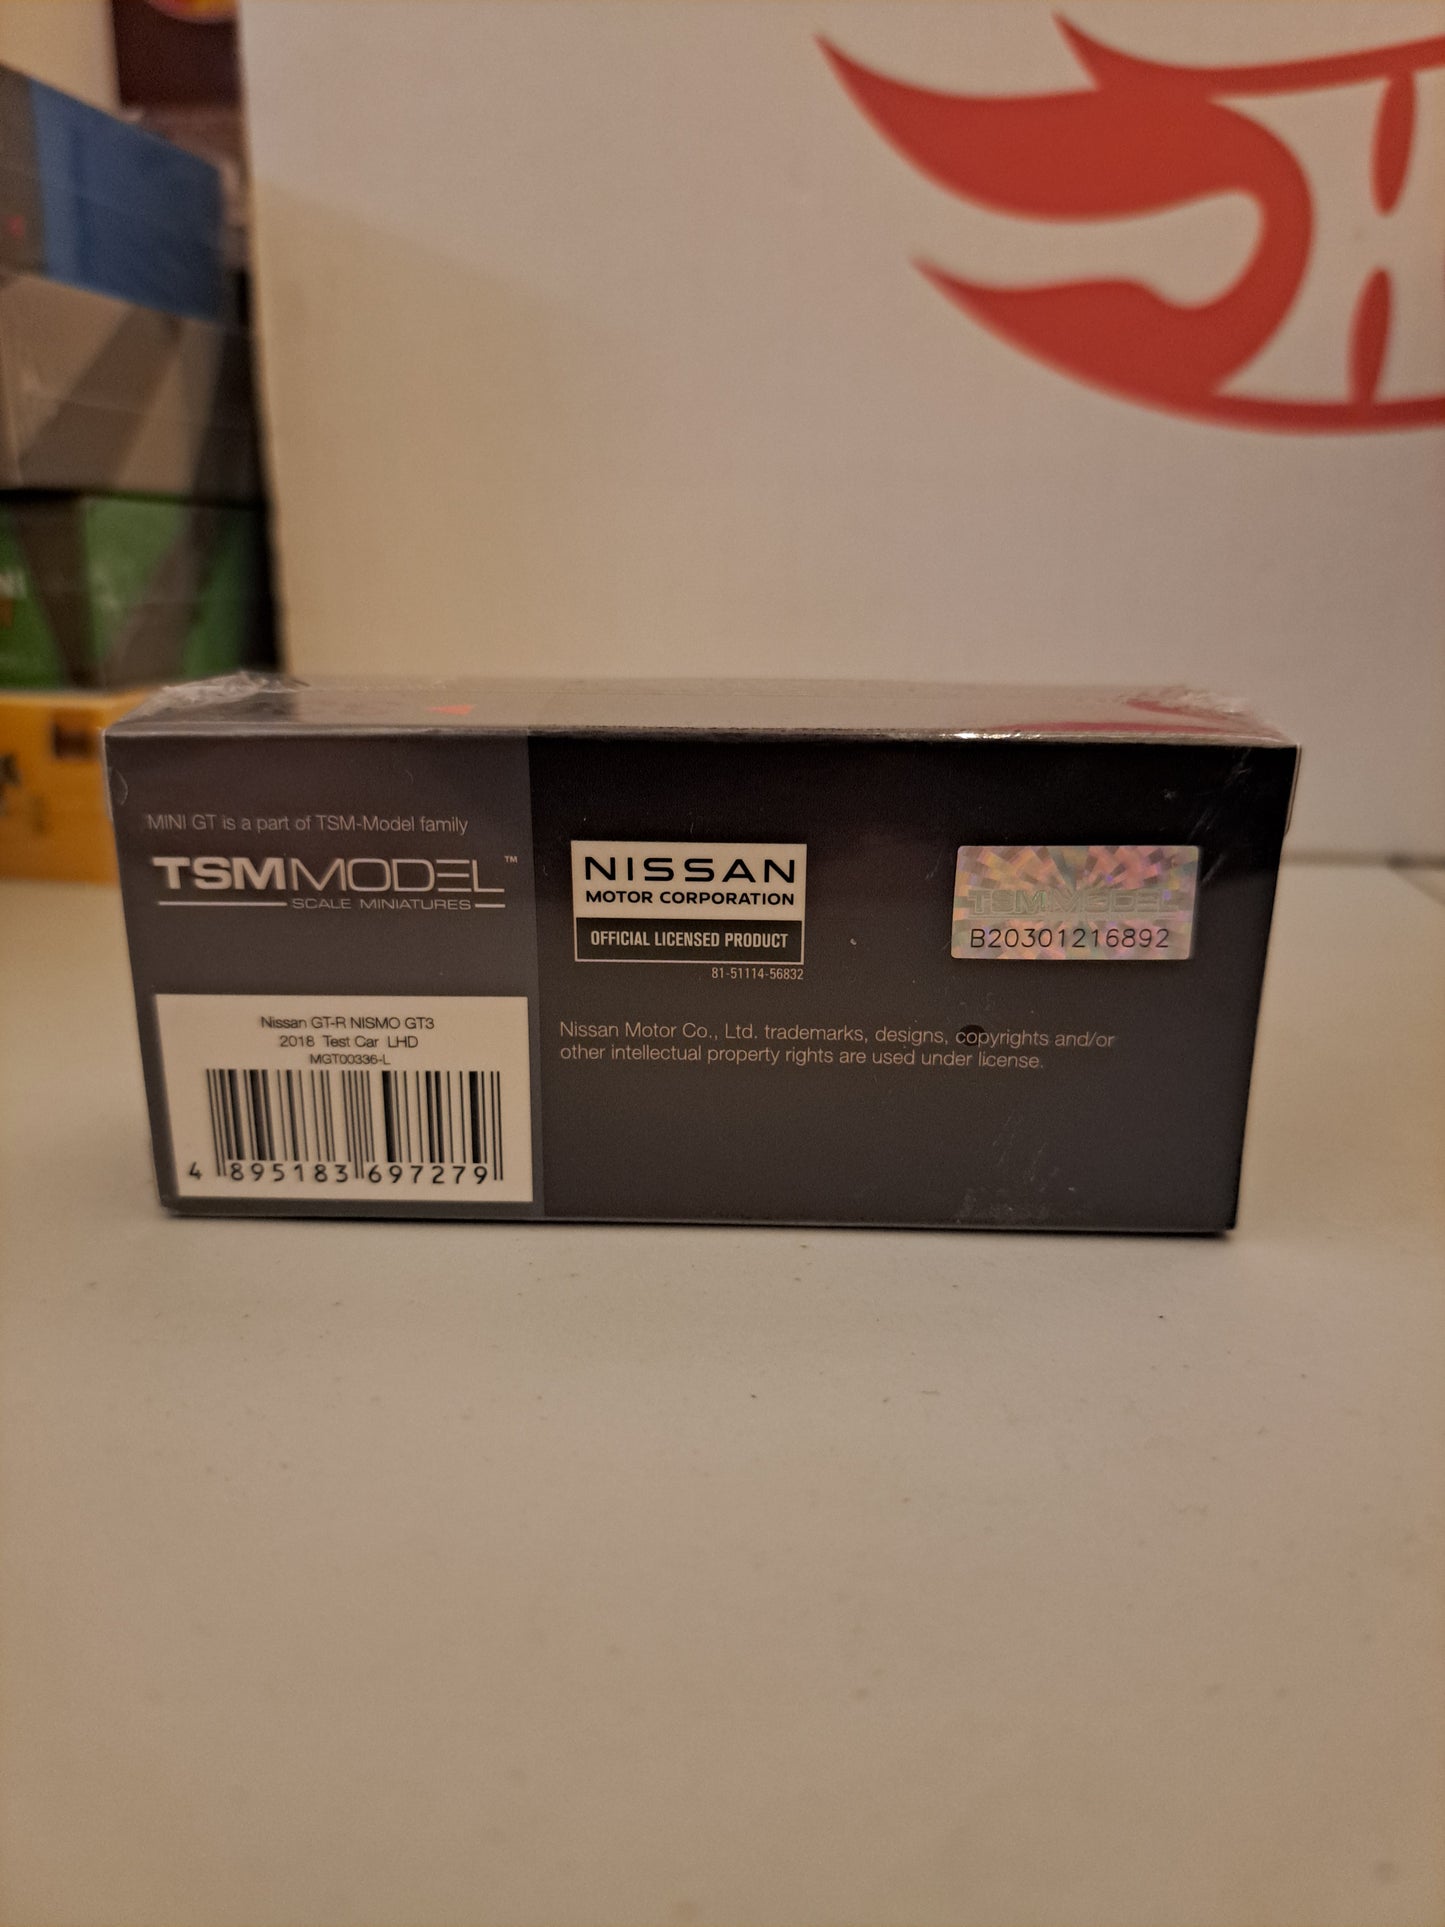 MINI GT is a part of TSM-Model family
TSMMODEL™
SCALE MINIATURES
Nissan GT-R NISMO GT3
2018 Test Car LHD
MGT00336-L
4 895183 697279
NISSAN
MOTOR CORPORATION
OFFICIAL LICENSED PRODUCT
81-51114-56832
TSMMODEL
B20301216892
Nissan Motor Co., Ltd. trademarks, designs, copyrights and/or
other intellectual property rights are used under license.